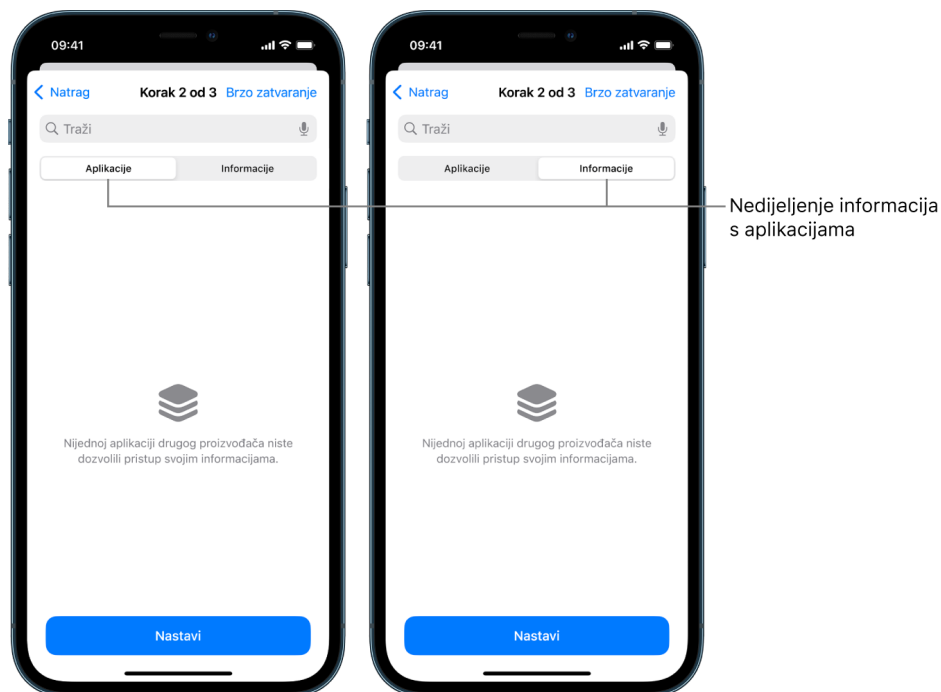 09:41
Natrag
Korak 2 od 3
Brzo zatvaranje
Traži
Aplikacije
Informacije
Nijednoj aplikaciji drugog proizvođača niste
dozvolili pristup svojim informacijama.
Nastavi
09:41
Natrag
Korak 2 od 3
Brzo zatvaranje
Traži
Aplikacije
Informacije
Nijednoj aplikaciji drugog proizvođača niste
dozvolili pristup svojim informacijama.
Nastavi
Nedijeljenje informacija
s aplikacijama